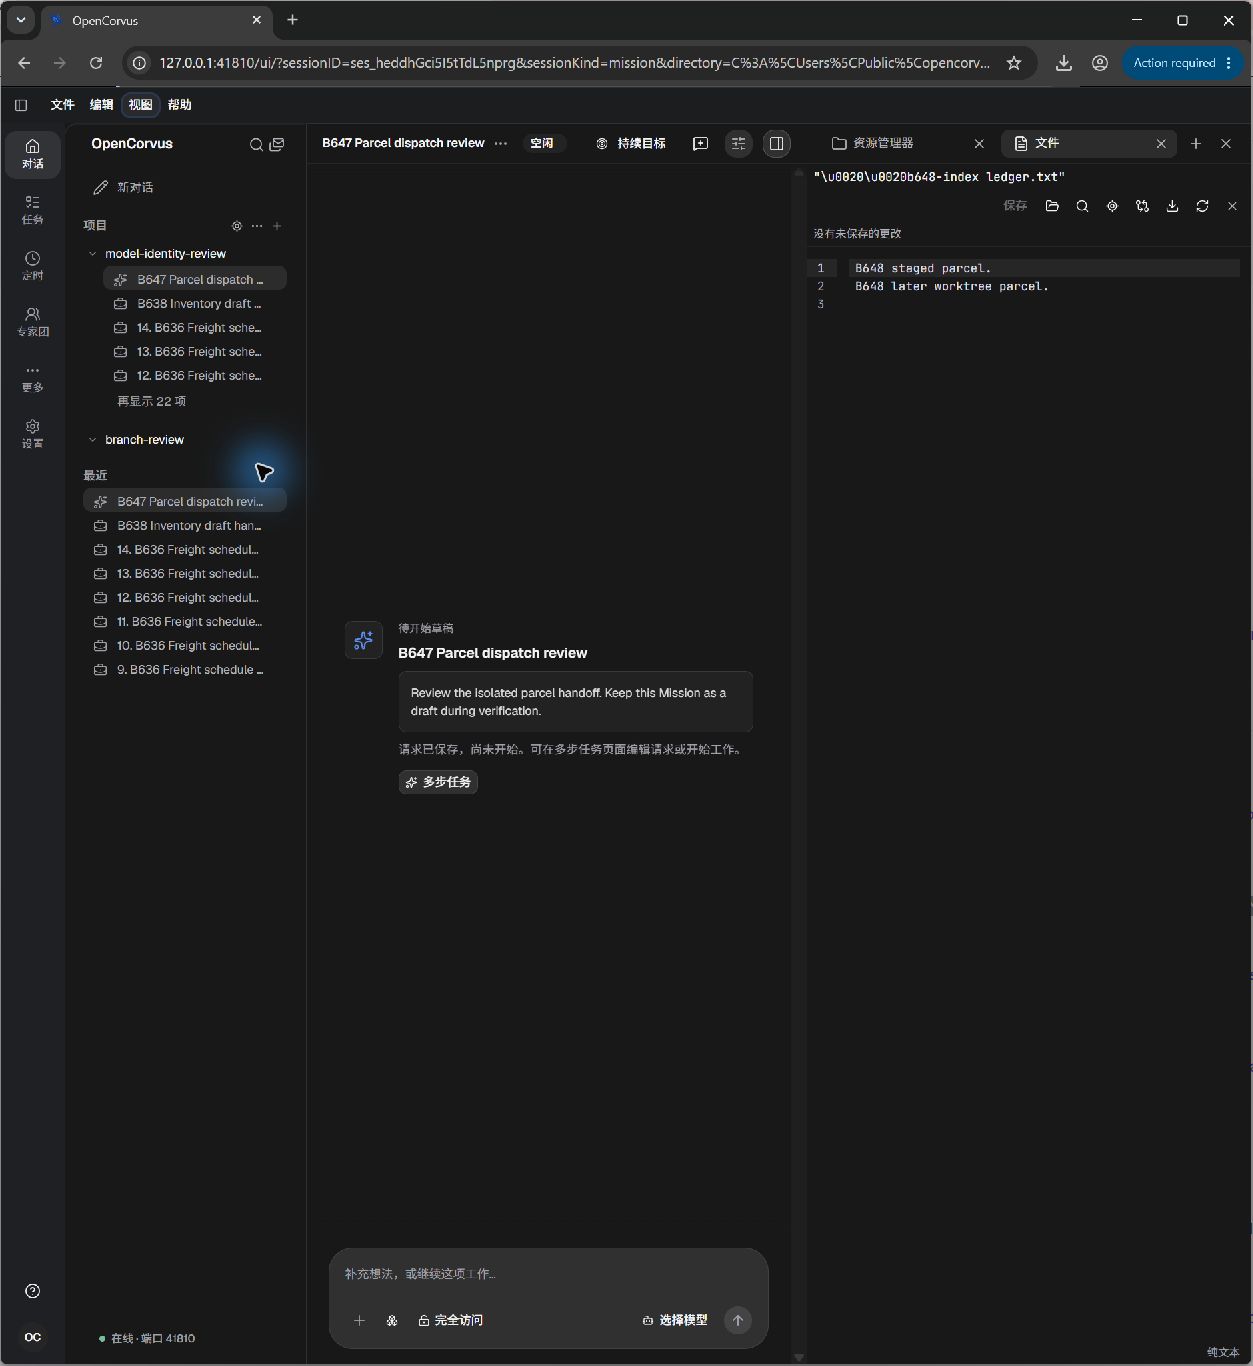 OpenCorvus
127.0.0.1:41810/ui/?sessionID=ses_heddhGci5I5tTdL5nprg&sessionKind=mission&directory=C%3A%5CUsers%5CPublic%5Copencorv...
Action required
文件 编辑 视图 帮助
对话
任务
定时
专家团
更多
设置
OC
OpenCorvus
新对话
项目
model-identity-review
B647 Parcel dispatch ...
B638 Inventory draft ...
14. B636 Freight sche...
13. B636 Freight sche...
12. B636 Freight sche...
再显示 22 项
branch-review
最近
B647 Parcel dispatch revi...
B638 Inventory draft han...
14. B636 Freight schedul...
13. B636 Freight schedul...
12. B636 Freight schedul...
11. B636 Freight schedule...
10. B636 Freight schedul...
9. B636 Freight schedule ...
在线 · 端口 41810
B647 Parcel dispatch review ... 空闲 持续目标
待开始草稿
B647 Parcel dispatch review
Review the isolated parcel handoff. Keep this Mission as a
draft during verification.
请求已保存，尚未开始。可在多步任务页面编辑请求或开始工作。
多步任务
补充想法，或继续这项工作...
完全访问 选择模型
资源管理器 文件
"\u0020\u0020b648-index ledger.txt"
保存
没有未保存的更改
1 B648 staged parcel.
2 B648 later worktree parcel.
3
纯文本